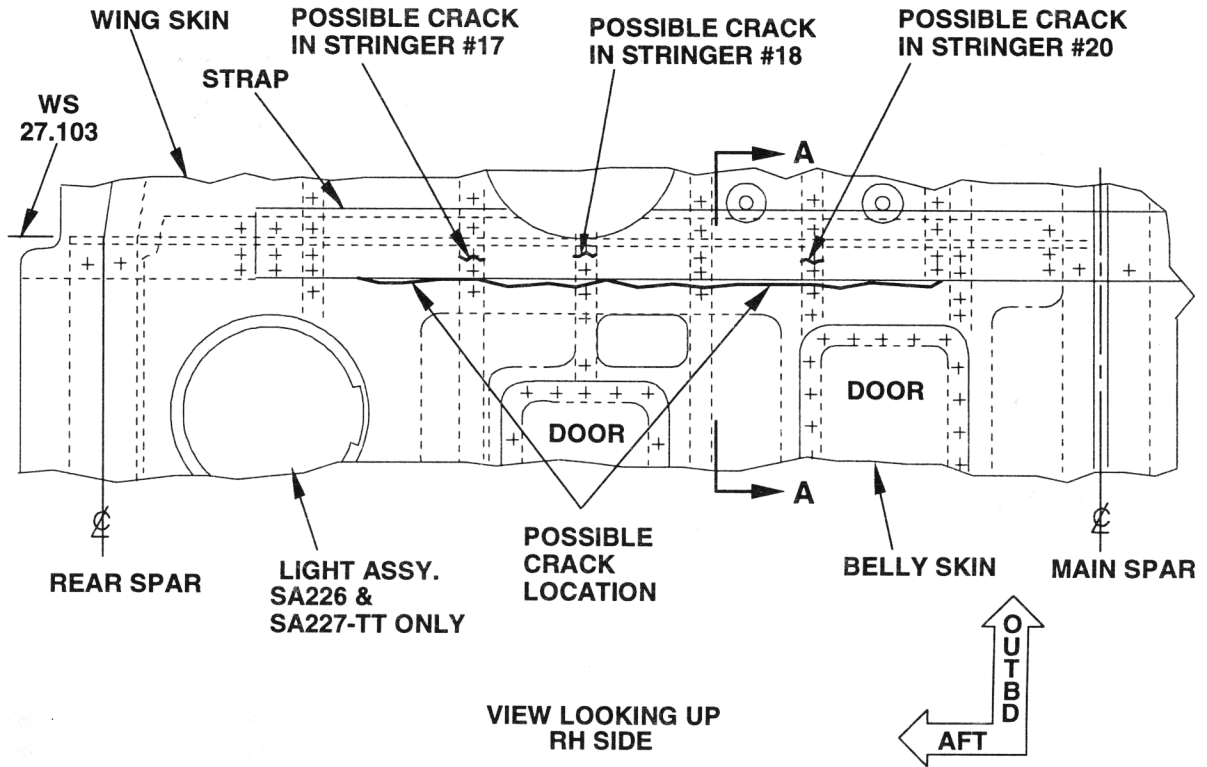 WING SKIN
POSSIBLE CRACK
IN STRINGER #17
POSSIBLE CRACK
IN STRINGER #18
POSSIBLE CRACK
IN STRINGER #20
STRAP
WS
27.103
A
DOOR
DOOR
A
REAR SPAR
LIGHT ASSY.
SA226 &
SA227-TT ONLY
POSSIBLE
CRACK
LOCATION
BELLY SKIN
MAIN SPAR
OUTBD
AFT
VIEW LOOKING UP
RH SIDE